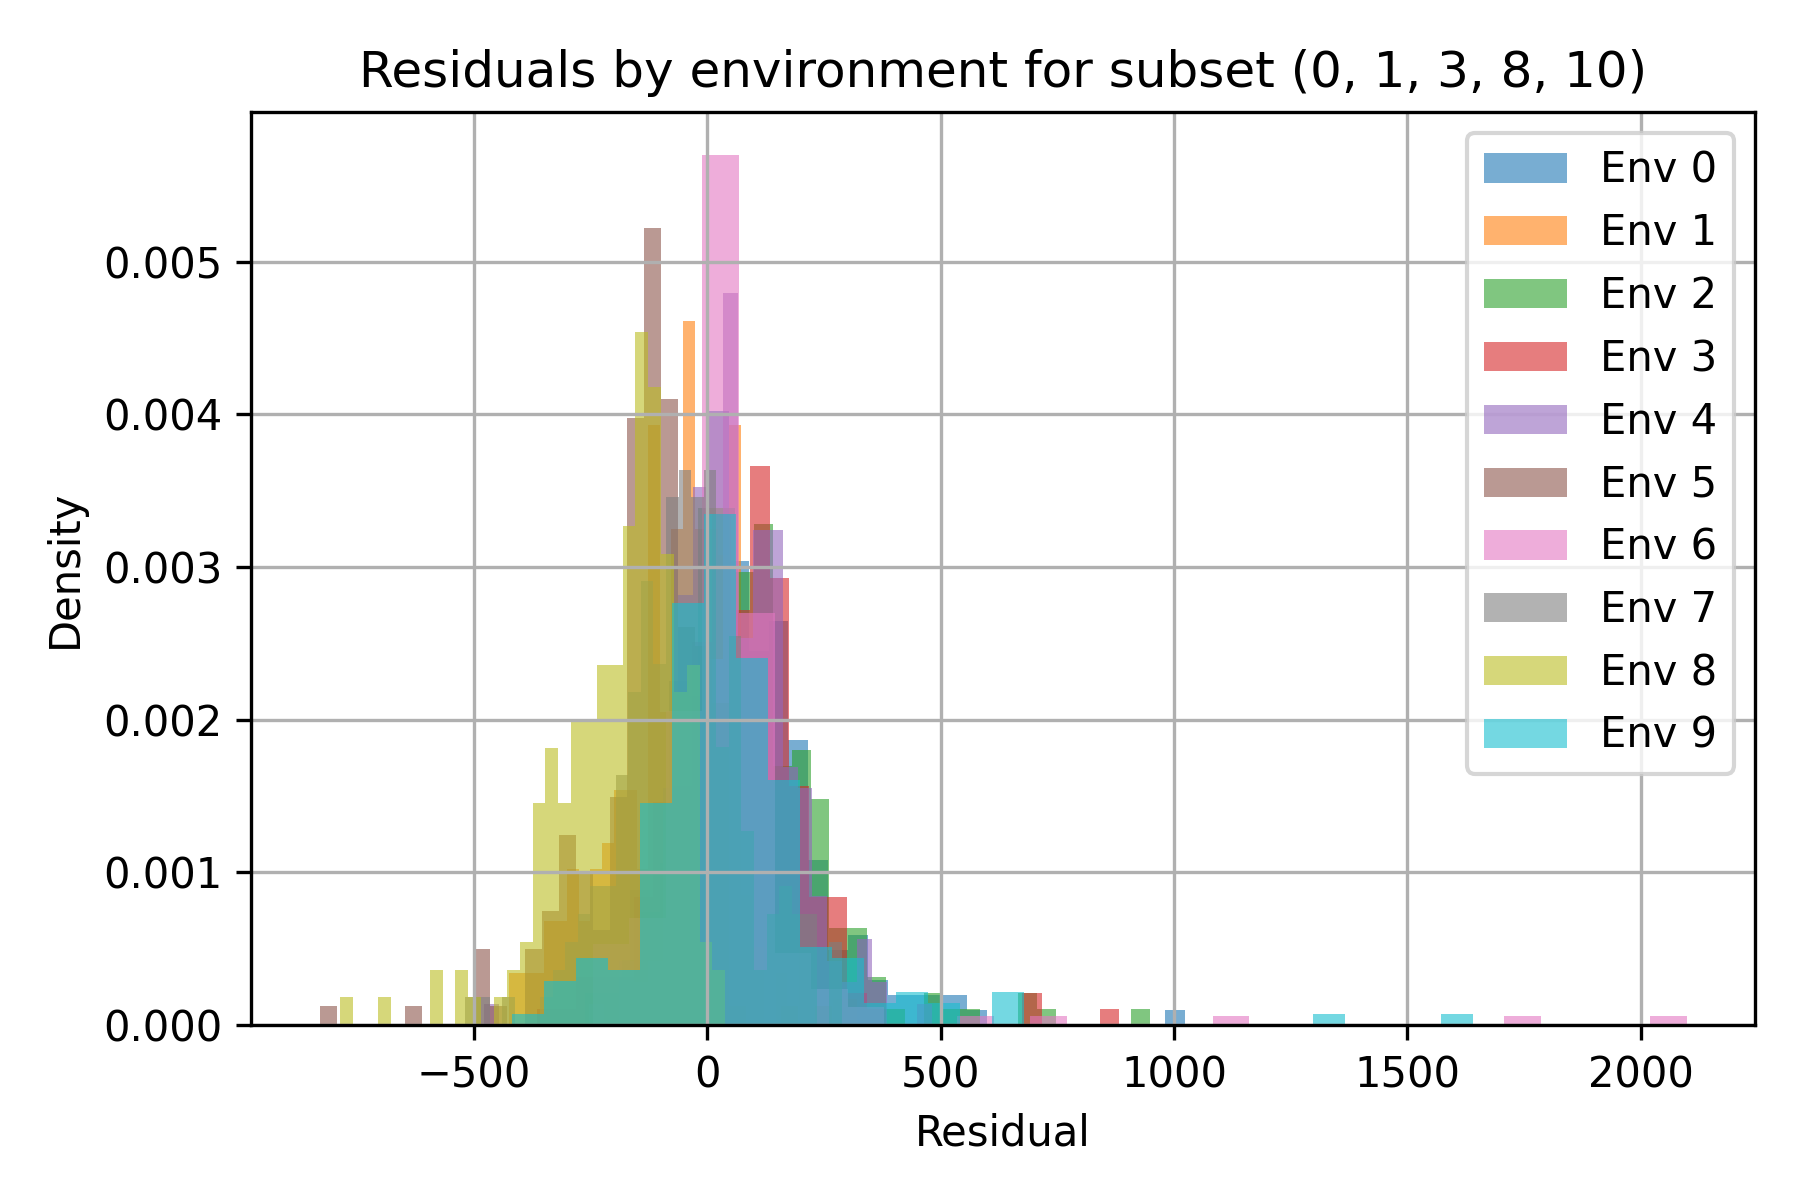 Residuals by environment for subset (0, 1, 3, 8, 10)
Density
0.005
0.004
0.003
0.002
0.001
0.000
−500
0
500
1000
1500
2000
Residual
Env 0
Env 1
Env 2
Env 3
Env 4
Env 5
Env 6
Env 7
Env 8
Env 9